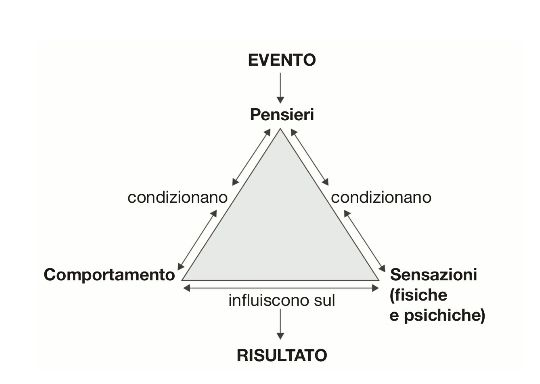 EVENTO
Pensieri
condizionano
condizionano
Comportamento
Sensazioni
(fisiche
e psichiche)
influiscono sul
RISULTATO